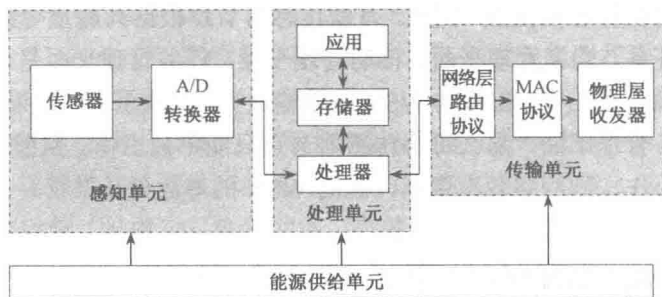 传感器
A/D
转换器
感知单元
应用
存储器
处理器
处理单元
网络层
路由
协议
MAC
协议
物理屋
收发器
传输单元
能源供给单元